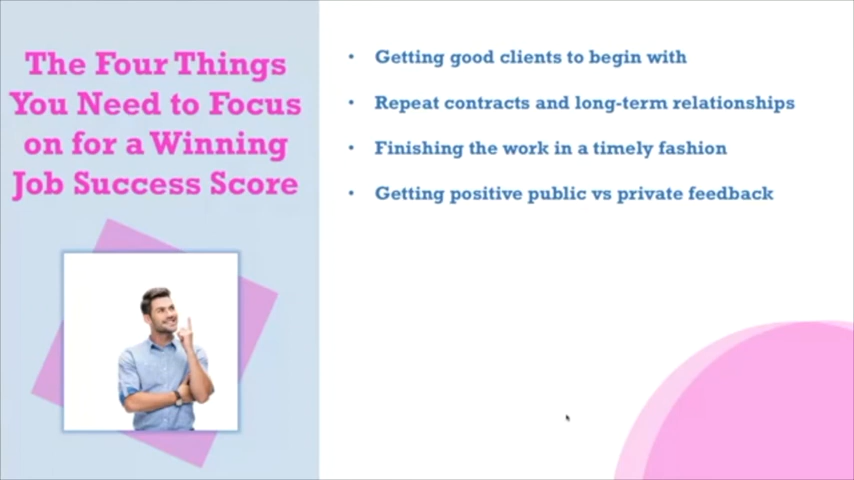 The Four Things
You Need to Focus
on for a Winning
Job Success Score
• Getting good clients to begin with
• Repeat contracts and long-term relationships
• Finishing the work in a timely fashion
• Getting positive public vs private feedback